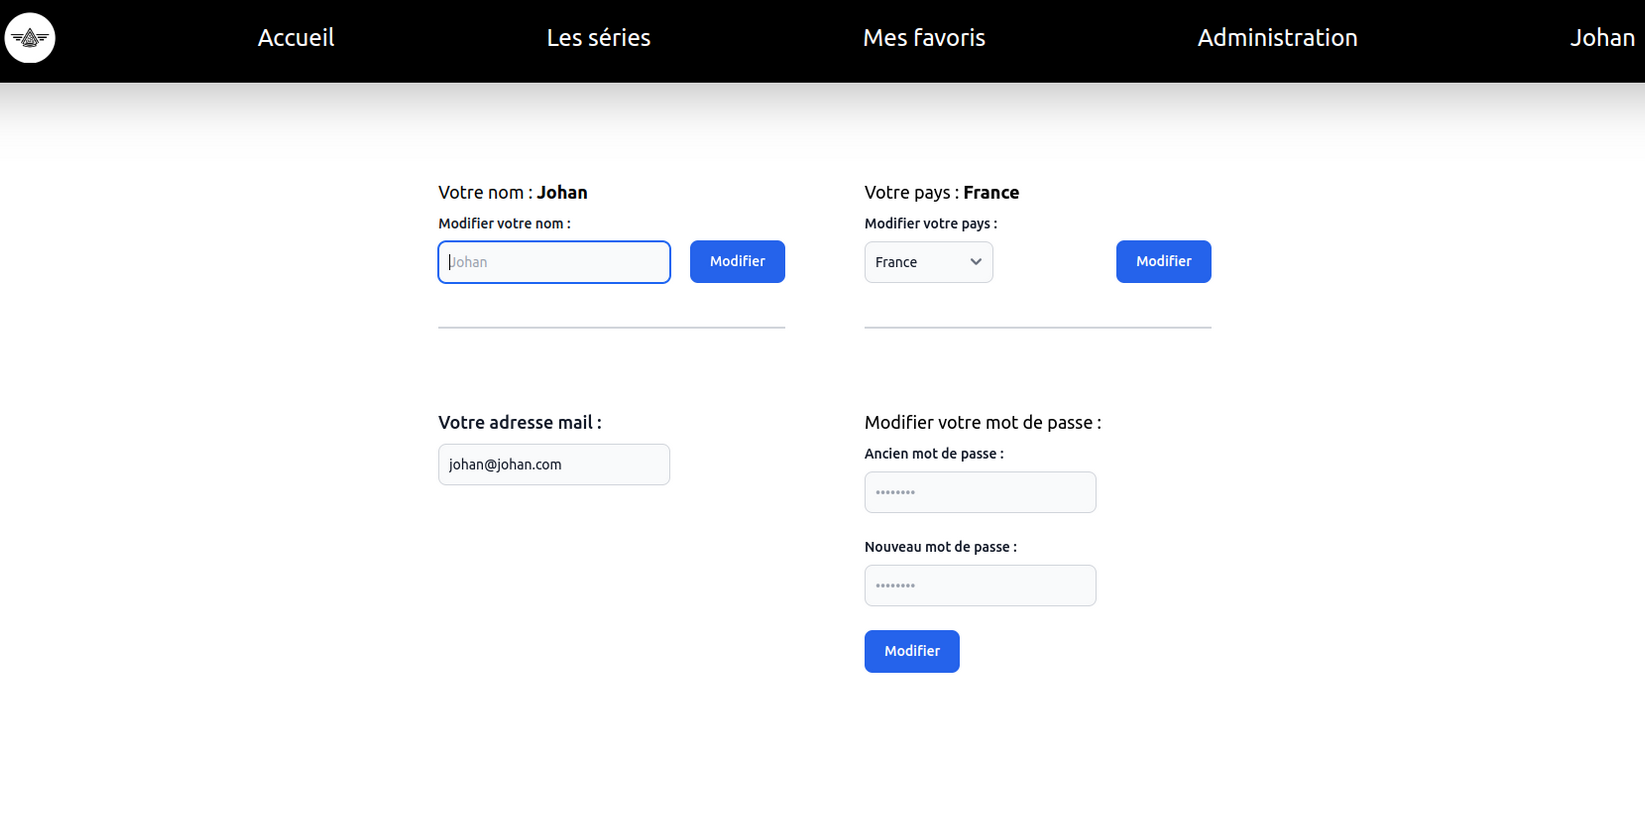 Accueil Les séries Mes favoris Administration Johan
Votre nom : Johan
Modifier votre nom :
Johan
Modifier
Votre pays : France
Modifier votre pays :
France
Modifier
Votre adresse mail :
johan@johan.com
Modifier votre mot de passe :
Ancien mot de passe :
••••••••
Nouveau mot de passe :
••••••••
Modifier